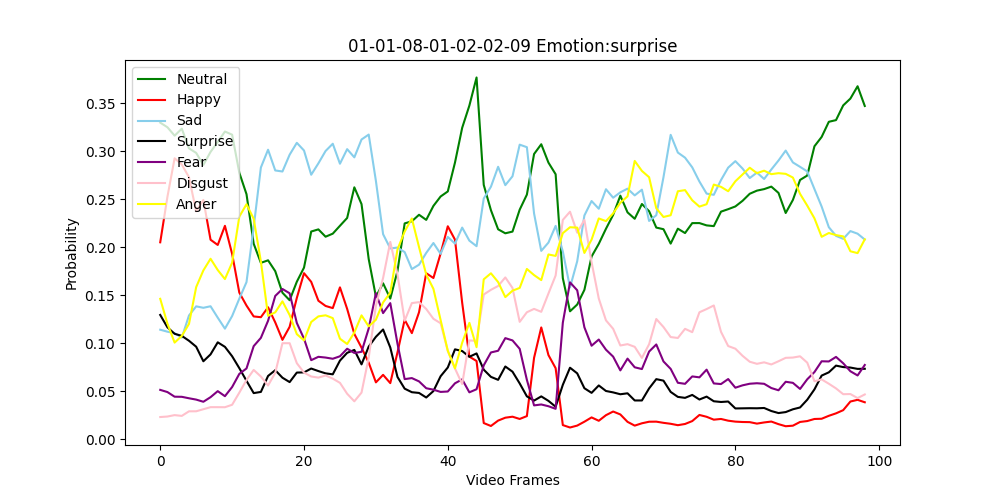 01-01-08-01-02-02-09 Emotion:surprise
Neutral
Happy
Sad
Surprise
Fear
Disgust
Anger
0.35
0.30
0.25
0.20
0.15
0.10
0.05
0.00
Probability
0 20 40 60 80 100
Video Frames